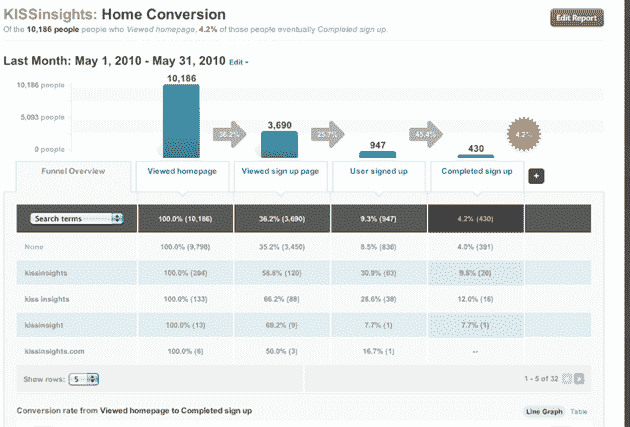 KISSinsights: Home Conversion
Edit Report
Of the 10,186 people people who Viewed homepage, 4.2% of those people eventually Completed sign up.
Last Month: May 1, 2010 - May 31, 2010 Edit
10,186 people
5,093 people
0 people
10,186
36.2%
3,690
25.7%
947
45.4%
430
4.2%
Funnel Overview Viewed homepage Viewed sign up page User signed up Completed sign up +
Search terms 100.0% (10,186) 36.2% (3,690) 9.3% (947) 4.2% (430)
None 100.0% (9,798) 35.2% (3,450) 8.5% (836) 4.0% (391)
kissinsights 100.0% (204) 58.8% (120) 30.9% (63) 9.8% (20)
kiss insights 100.0% (133) 66.2% (88) 28.6% (38) 12.0% (16)
kissinsight 100.0% (13) 69.2% (9) 7.7% (1) 7.7% (1)
kissinsights.com 100.0% (6) 50.0% (3) 16.7% (1) --
Show rows: 5 1 - 5 of 32
Conversion rate from Viewed homepage to Completed sign up Line Graph Table